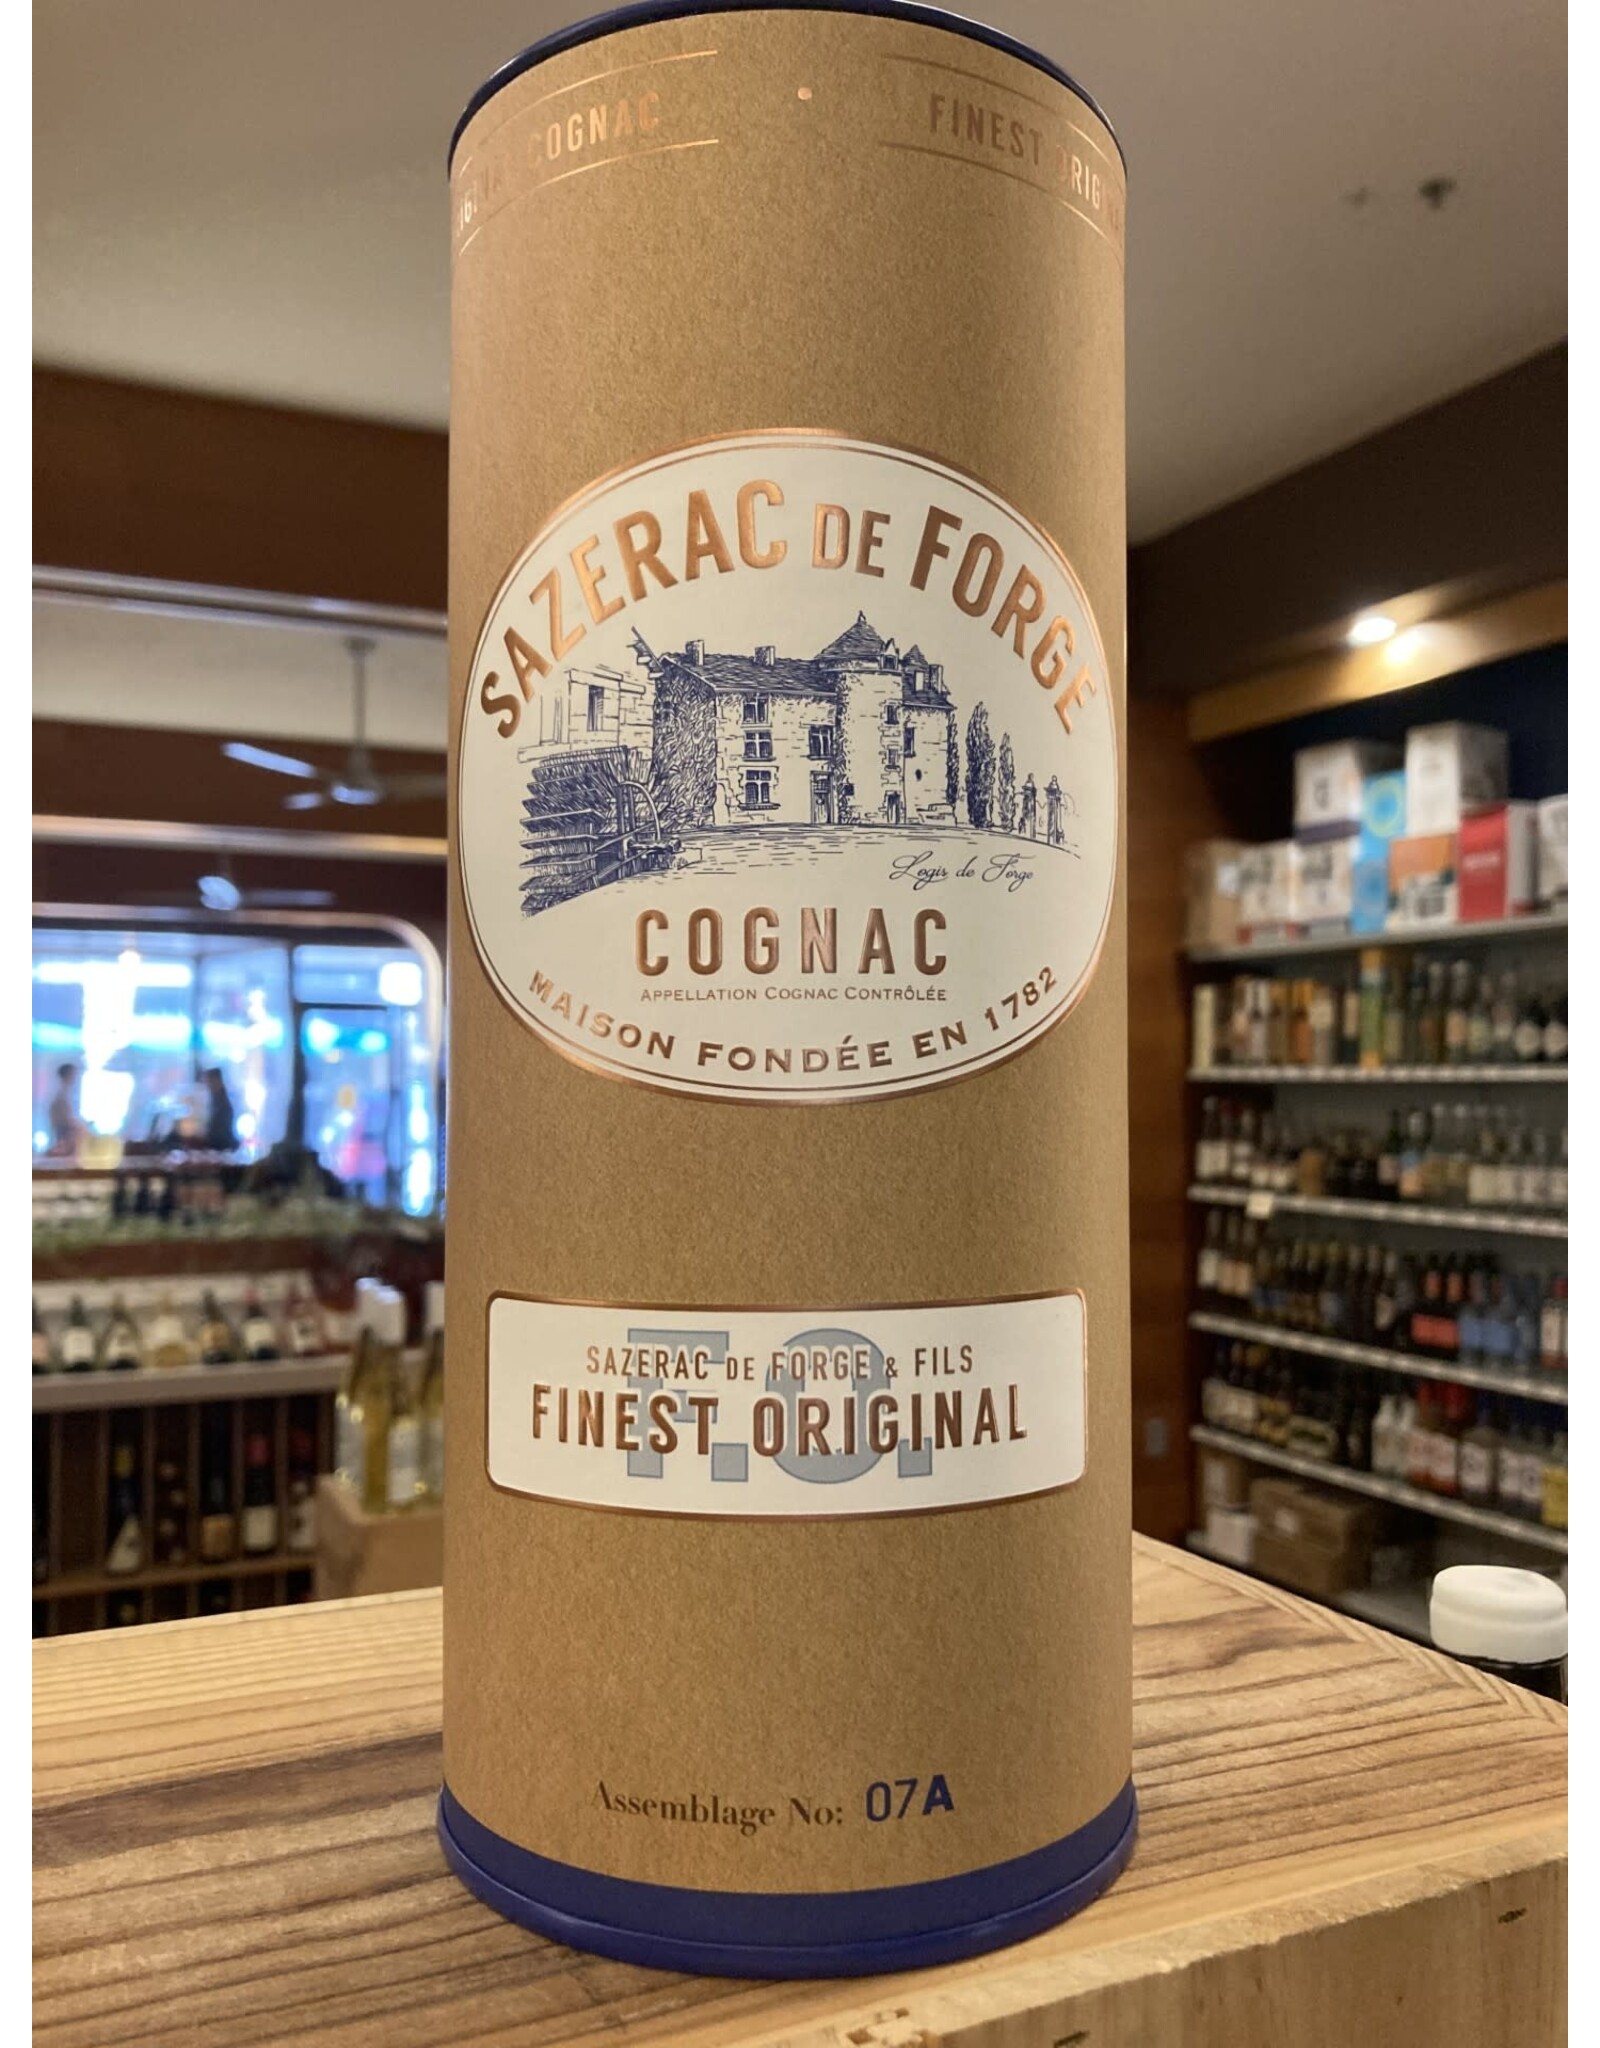 COGNAC
FINEST ORIGI
SAZERAC DE FORGE
Logis de Forge
COGNAC
APPELLATION COGNAC CONTRÔLÉE
MAISON FONDÉE EN 1782
F.O.
SAZERAC DE FORGE & FILS
FINEST ORIGINAL
Assemblage No: 07A